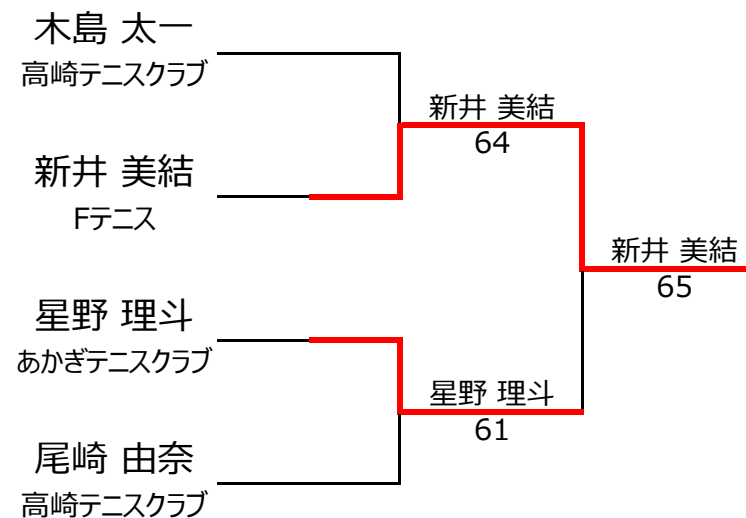 木島 太一
高崎テニスクラブ
新井 美結
64
新井 美結
Fテニス
新井 美結
65
星野 理斗
あかぎテニスクラブ
星野 理斗
61
尾崎 由奈
高崎テニスクラブ